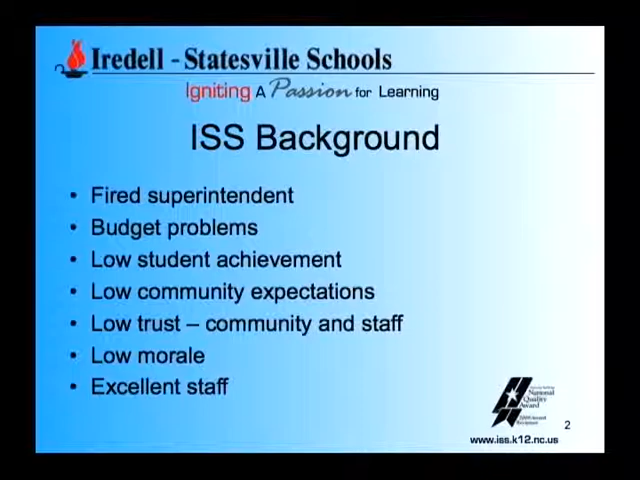 Iredell - Statesville Schools
Igniting A Passion for Learning
ISS Background
• Fired superintendent
• Budget problems
• Low student achievement
• Low community expectations
• Low trust – community and staff
• Low morale
• Excellent staff
National
Quality
Award
2
www.iss.k12.nc.us